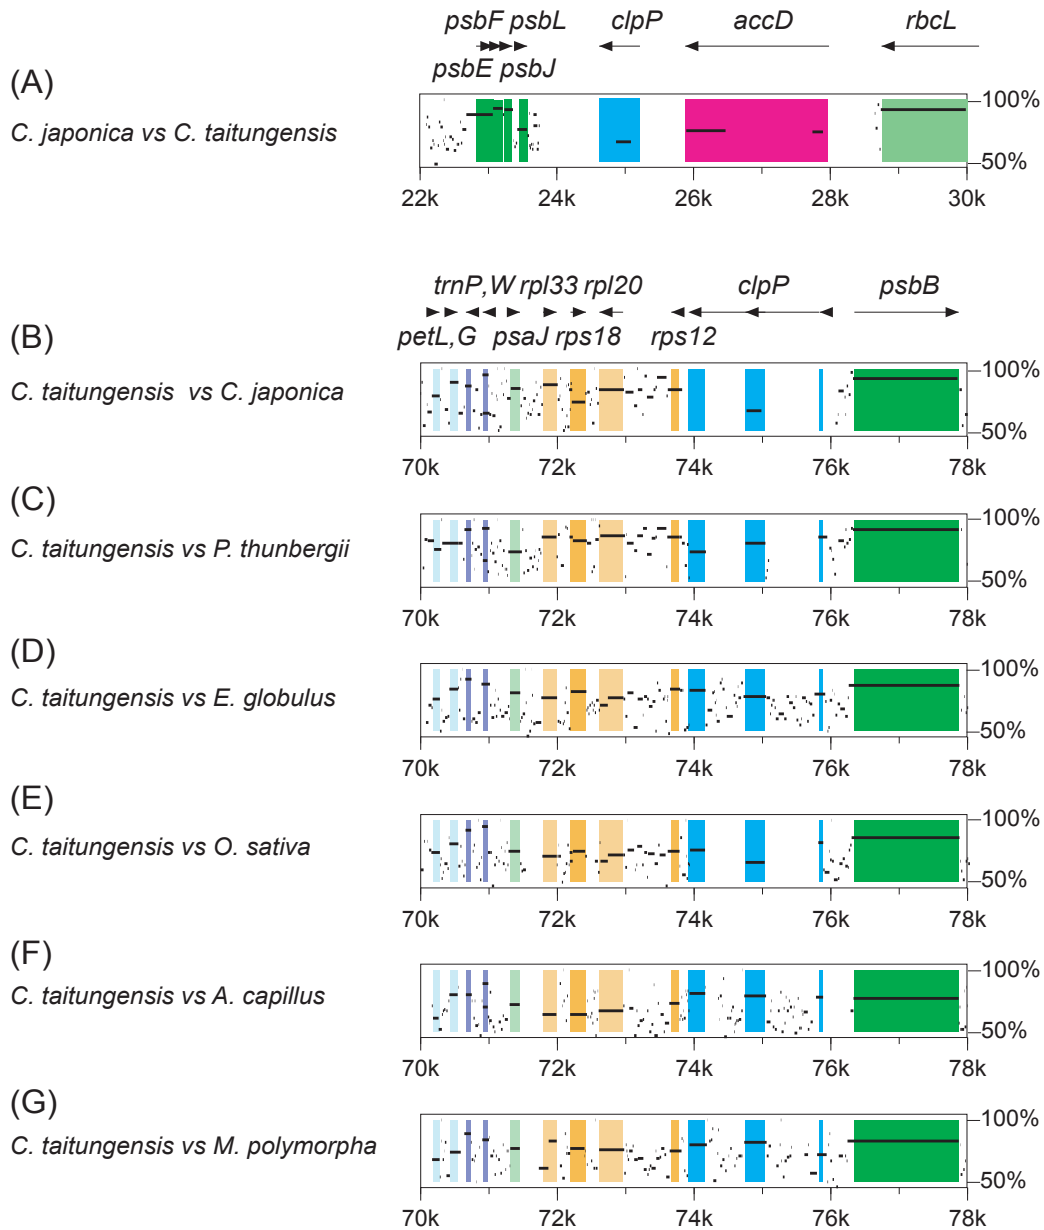 psbF psbL clpP accD rbcL
psbE psbJ
(A)
C. japonica vs C. taitungensis
100%
50%
22k 24k 26k 28k 30k
trnP,W rpl33 rpl20 clpP psbB
petL,G psaJ rps18 rps12
(B)
C. taitungensis vs C. japonica
100%
50%
70k 72k 74k 76k 78k
(C)
C. taitungensis vs P. thunbergii
100%
50%
70k 72k 74k 76k 78k
(D)
C. taitungensis vs E. globulus
100%
50%
70k 72k 74k 76k 78k
(E)
C. taitungensis vs O. sativa
100%
50%
70k 72k 74k 76k 78k
(F)
C. taitungensis vs A. capillus
100%
50%
70k 72k 74k 76k 78k
(G)
C. taitungensis vs M. polymorpha
100%
50%
70k 72k 74k 76k 78k